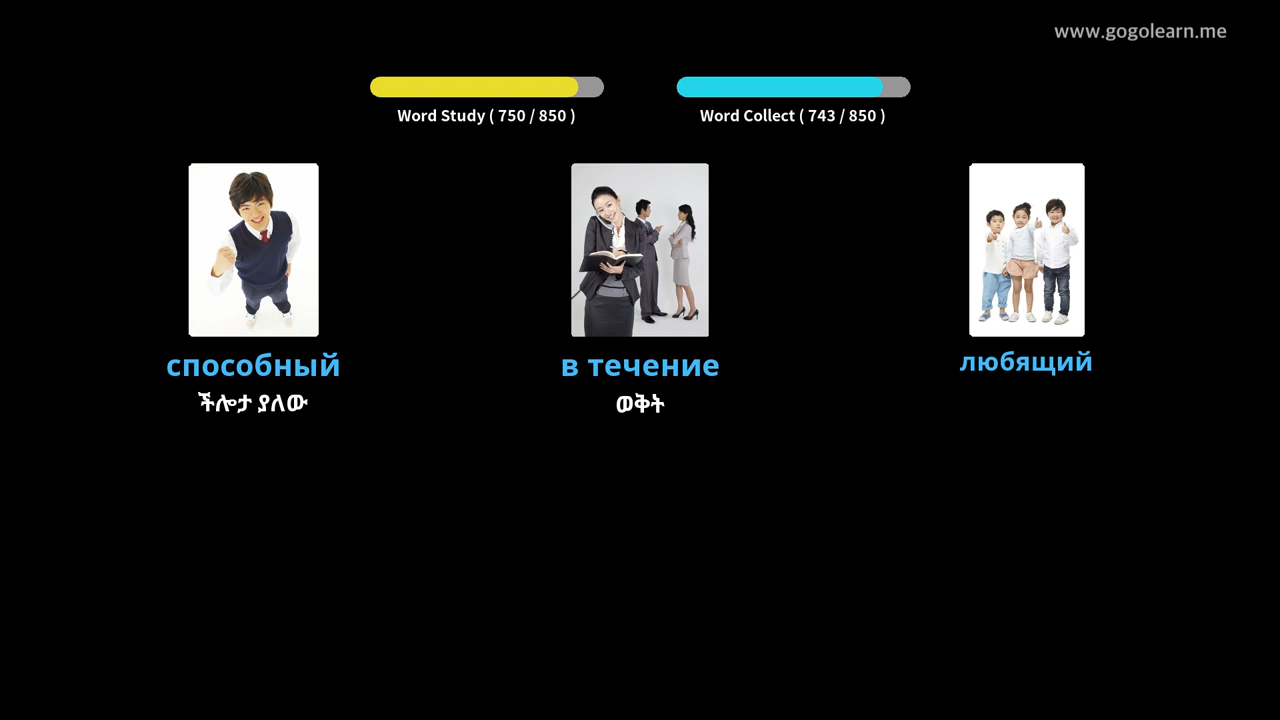 www.gogolearn.me
Word Study ( 750 / 850 )
Word Collect ( 743 / 850 )
способный
ችሎታ ያለው
в течение
ወቅት
любящий